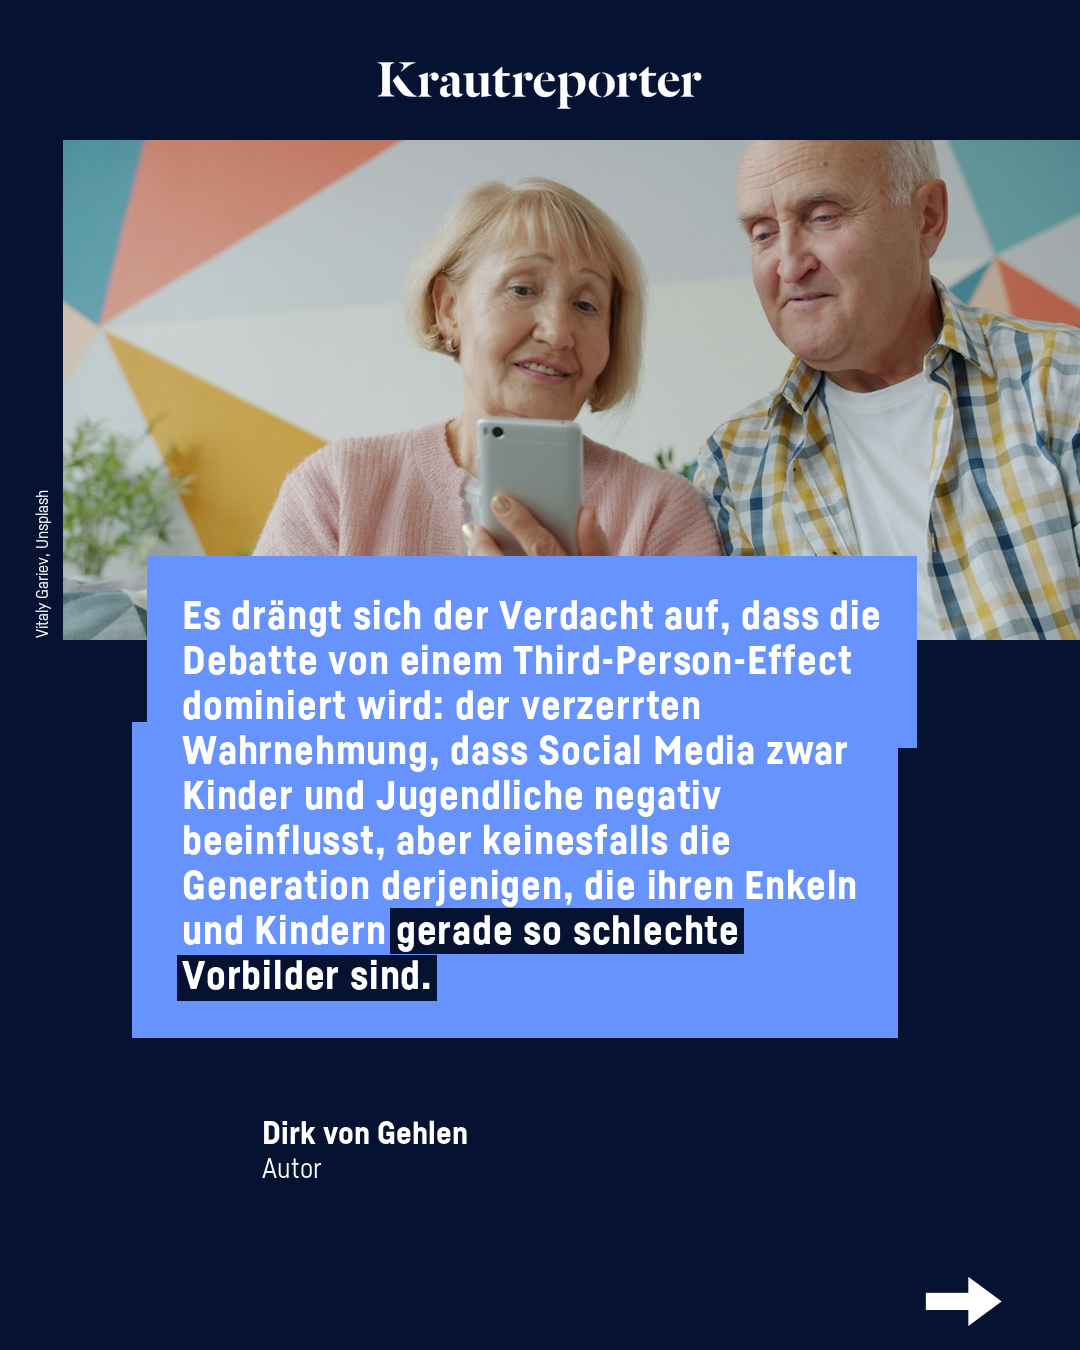 Krautreporter
Vitaly Gariev, Unsplash
Es drängt sich der Verdacht auf, dass die
Debatte von einem Third-Person-Effect
dominiert wird: der verzerrten
Wahrnehmung, dass Social Media zwar
Kinder und Jugendliche negativ
beeinflusst, aber keinesfalls die
Generation derjenigen, die ihren Enkeln
und Kindern gerade so schlechte
Vorbilder sind.
Dirk von Gehlen
Autor